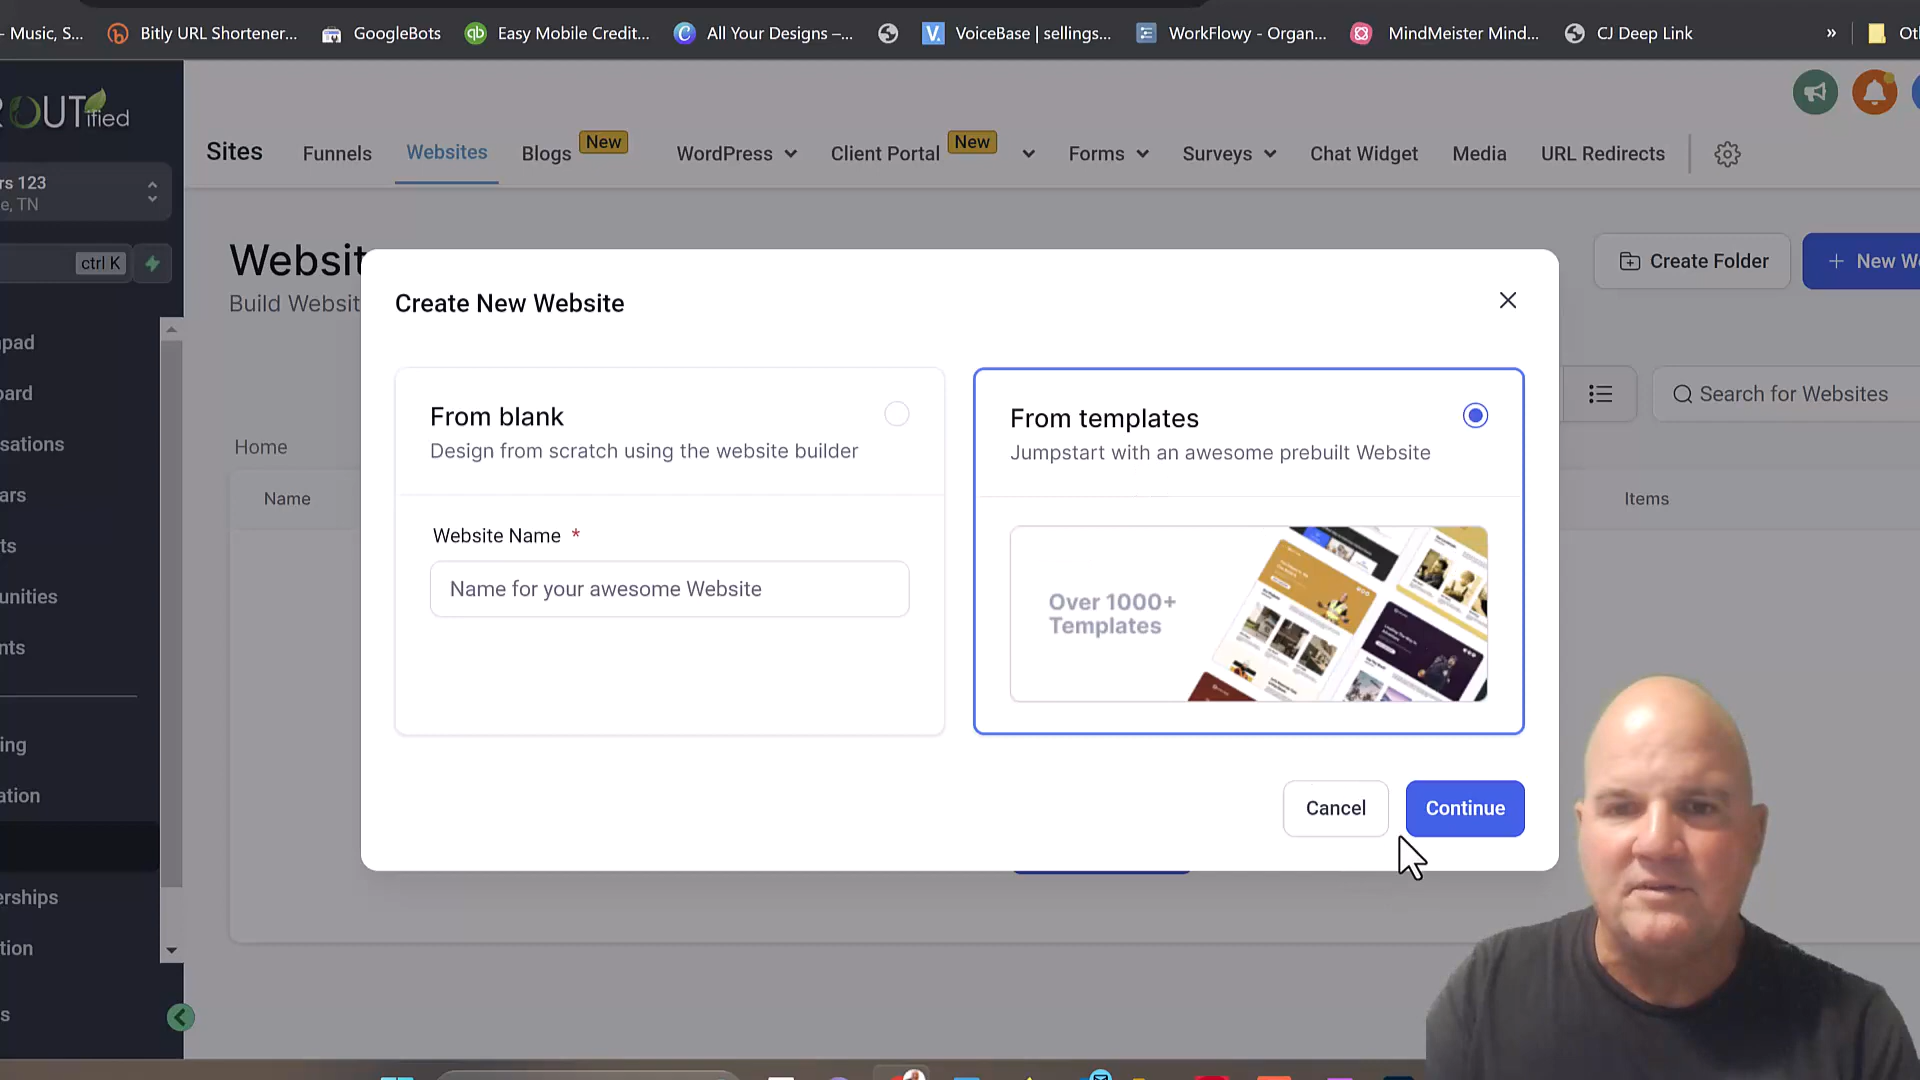 - Music, S...
Bitly URL Shortener...
GoogleBots
Easy Mobile Credit...
All Your Designs –...
VoiceBase | sellings...
WorkFlowy - Organ...
MindMeister Mind...
CJ Deep Link
»
Otl
ROUTified
Sites
Funnels
Websites
Blogs
New
WordPress
Client Portal
New
Forms
Surveys
Chat Widget
Media
URL Redirects
rs 123
e, TN
ctrl K
Websit
Build Websit
Create Folder
+ New We
Search for Websites
Home
Name
Items
Create New Website
From blank
Design from scratch using the website builder
Website Name *
Name for your awesome Website
From templates
Jumpstart with an awesome prebuilt Website
Over 1000+
Templates
Cancel
Continue
pad
oard
sations
ars
ts
unities
nts
ing
ation
erships
tion
s